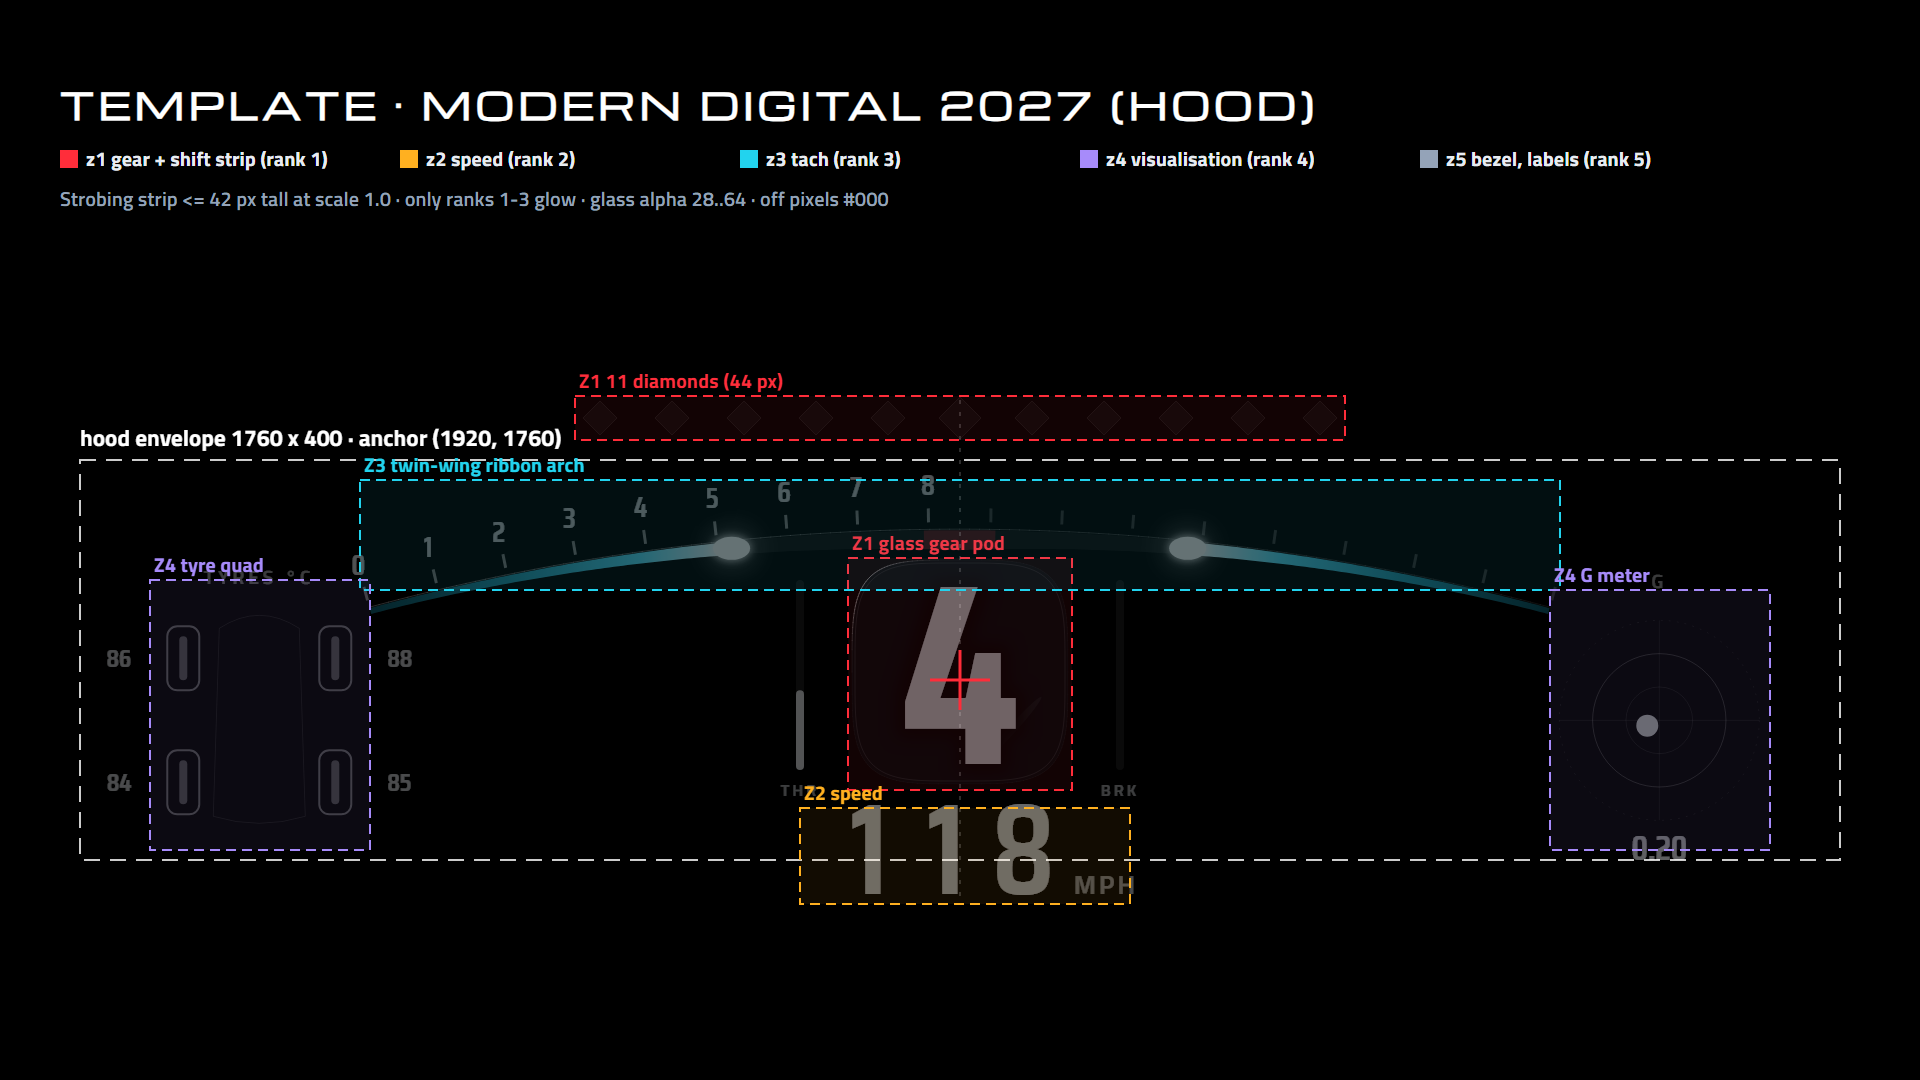 TEMPLATE · MODERN DIGITAL 2027 (HOOD)
z1 gear + shift strip (rank 1)
z2 speed (rank 2)
z3 tach (rank 3)
z4 visualisation (rank 4)
z5 bezel, labels (rank 5)
Strobing strip <= 42 px tall at scale 1.0 · only ranks 1-3 glow · glass alpha 28..64 · off pixels #000
Z1 11 diamonds (44 px)
hood envelope 1760 x 400 · anchor (1920, 1760)
Z3 twin-wing ribbon arch
0 1 2 3 4 5 6 7 8
Z1 glass gear pod
Z4 tyre quad
TYRES °C
Z4 G meter
G
86
88
4
84
85
THR
BRK
Z2 speed
118
MPH
0.20